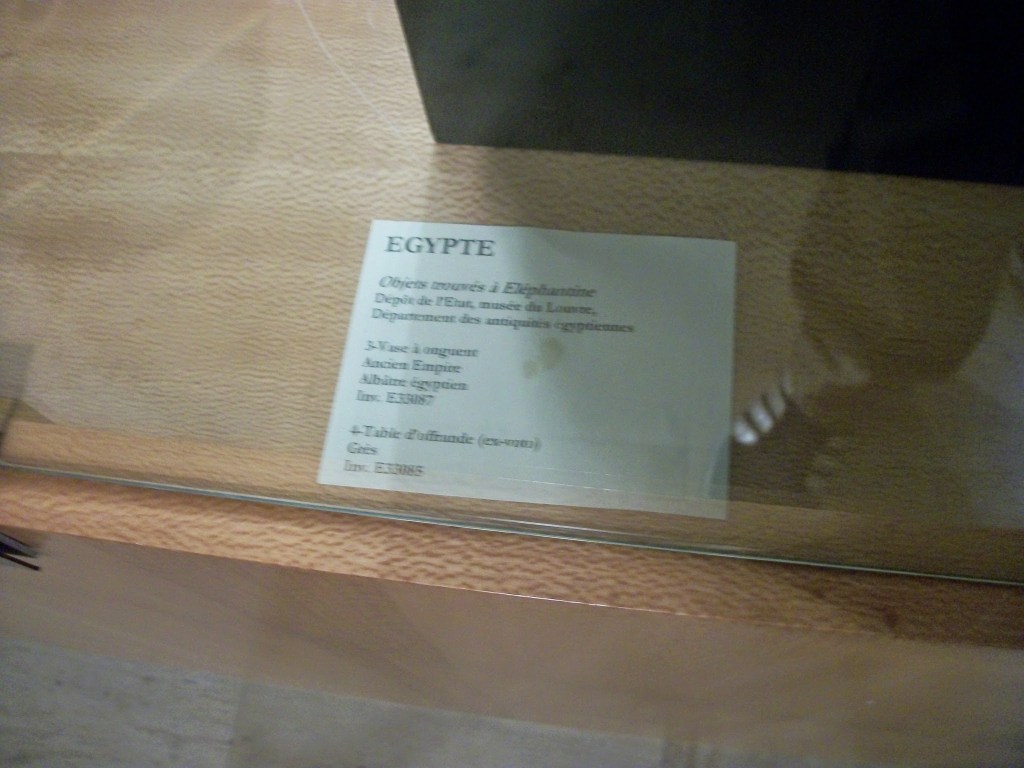 EGYPTE
Objets trouvés à Eléphantine
Depôt de l'Etat, musée du Louvre,
Département des antiquités égyptiennes
3-Vase à onguent
Ancien Empire
Albâtre égyptien
Inv. E33087
4-Table d'offrande (ex-voto)
Grès
Inv. E33085